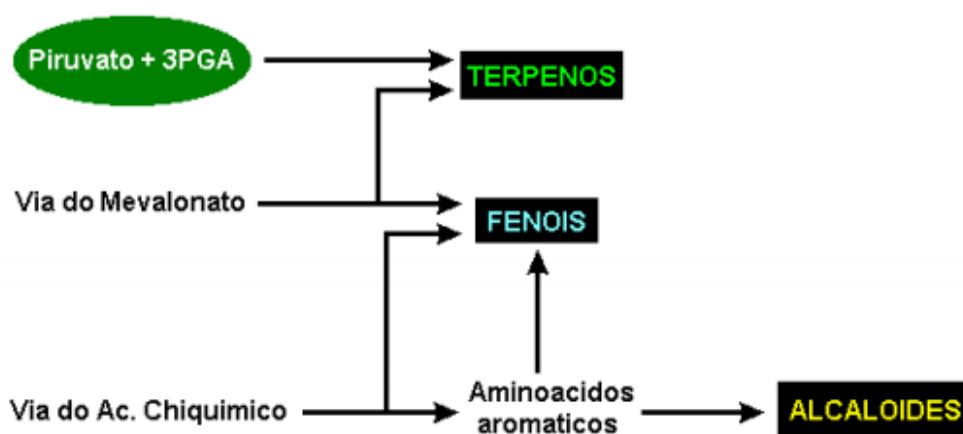 Piruvato + 3PGA
TERPENOS
Via do Mevalonato
FENOIS
Via do Ac. Chiquimico
Aminoacidos
aromaticos
ALCALOIDES